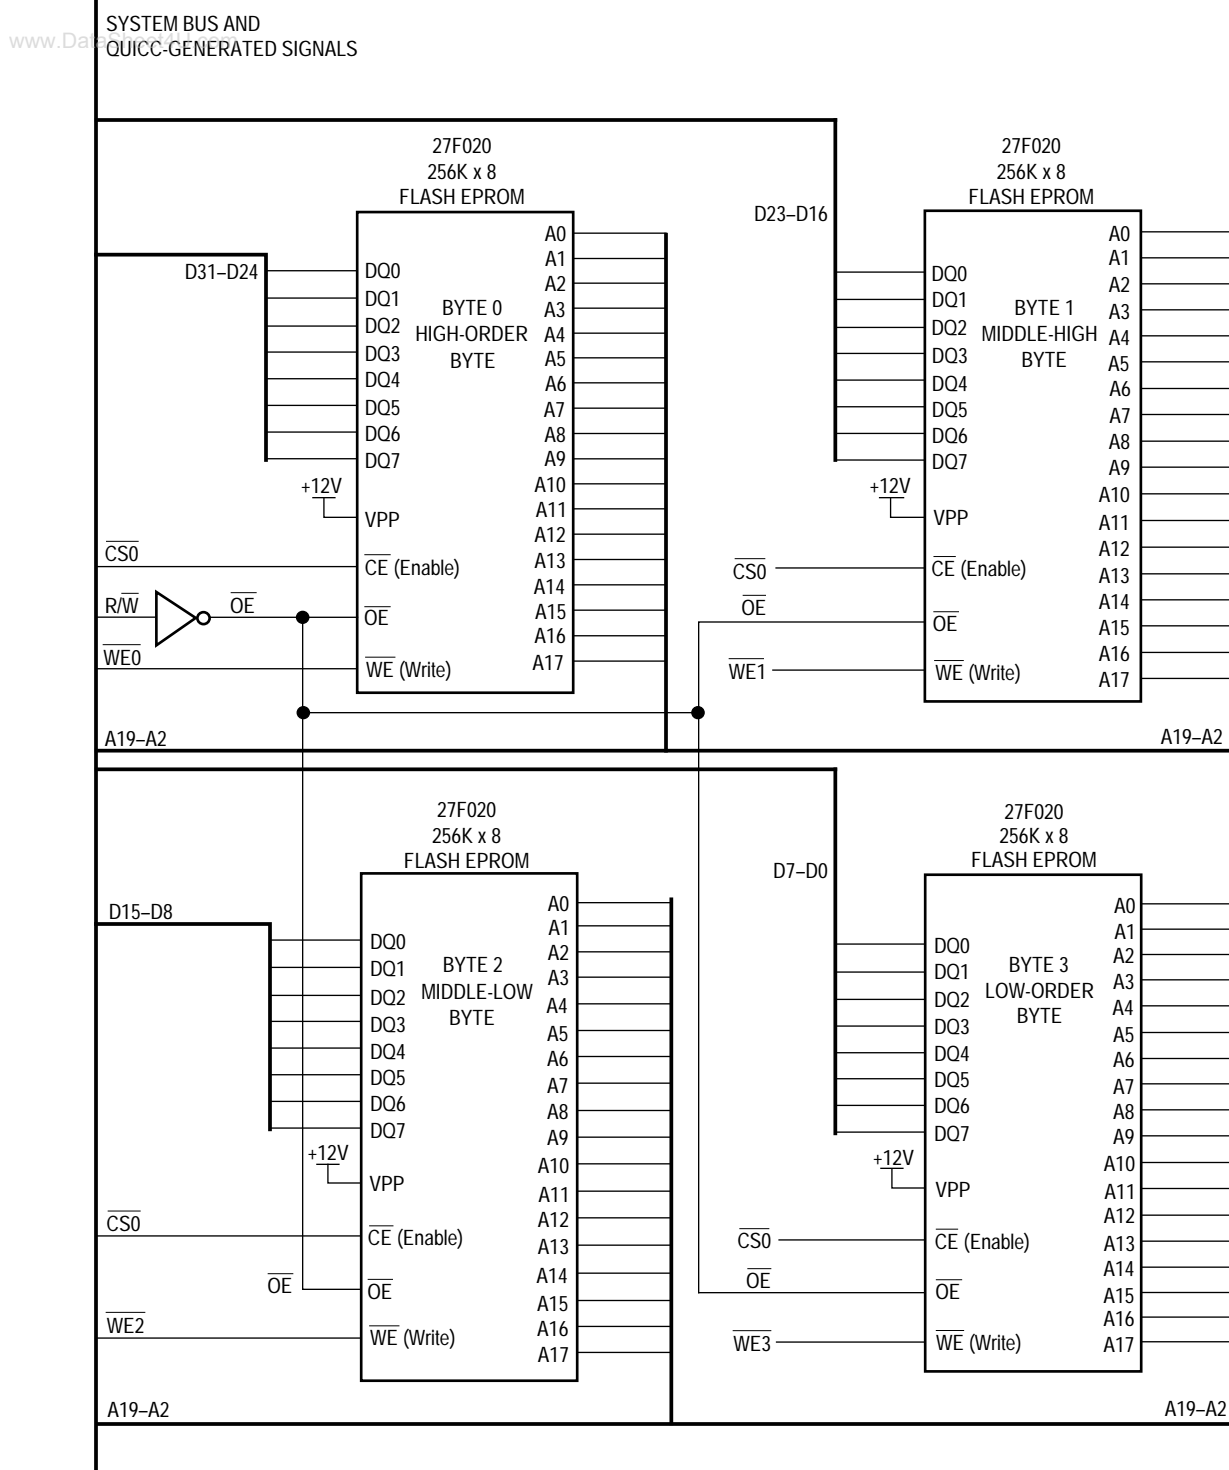 SYSTEM BUS AND
www.DataSheet4U.com
QUICC-GENERATED SIGNALS
27F020
256K x 8
FLASH EPROM
D31–D24
DQ0
DQ1
DQ2
DQ3
DQ4
DQ5
DQ6
DQ7
BYTE 0
HIGH-ORDER
BYTE
A0
A1
A2
A3
A4
A5
A6
A7
A8
A9
A10
A11
A12
A13
A14
A15
A16
A17
+12V
VPP
CS0
CE (Enable)
R/W
OE
OE
WE0
WE (Write)
A19–A2
27F020
256K x 8
FLASH EPROM
D23–D16
DQ0
DQ1
DQ2
DQ3
DQ4
DQ5
DQ6
DQ7
BYTE 1
MIDDLE-HIGH
BYTE
A0
A1
A2
A3
A4
A5
A6
A7
A8
A9
A10
A11
A12
A13
A14
A15
A16
A17
+12V
VPP
CS0
CE (Enable)
OE
OE
WE1
WE (Write)
A19–A2
27F020
256K x 8
FLASH EPROM
D15–D8
DQ0
DQ1
DQ2
DQ3
DQ4
DQ5
DQ6
DQ7
BYTE 2
MIDDLE-LOW
BYTE
A0
A1
A2
A3
A4
A5
A6
A7
A8
A9
A10
A11
A12
A13
A14
A15
A16
A17
+12V
VPP
CS0
CE (Enable)
OE
OE
WE2
WE (Write)
A19–A2
27F020
256K x 8
FLASH EPROM
D7–D0
DQ0
DQ1
DQ2
DQ3
DQ4
DQ5
DQ6
DQ7
BYTE 3
LOW-ORDER
BYTE
A0
A1
A2
A3
A4
A5
A6
A7
A8
A9
A10
A11
A12
A13
A14
A15
A16
A17
+12V
VPP
CS0
CE (Enable)
OE
OE
WE3
WE (Write)
A19–A2